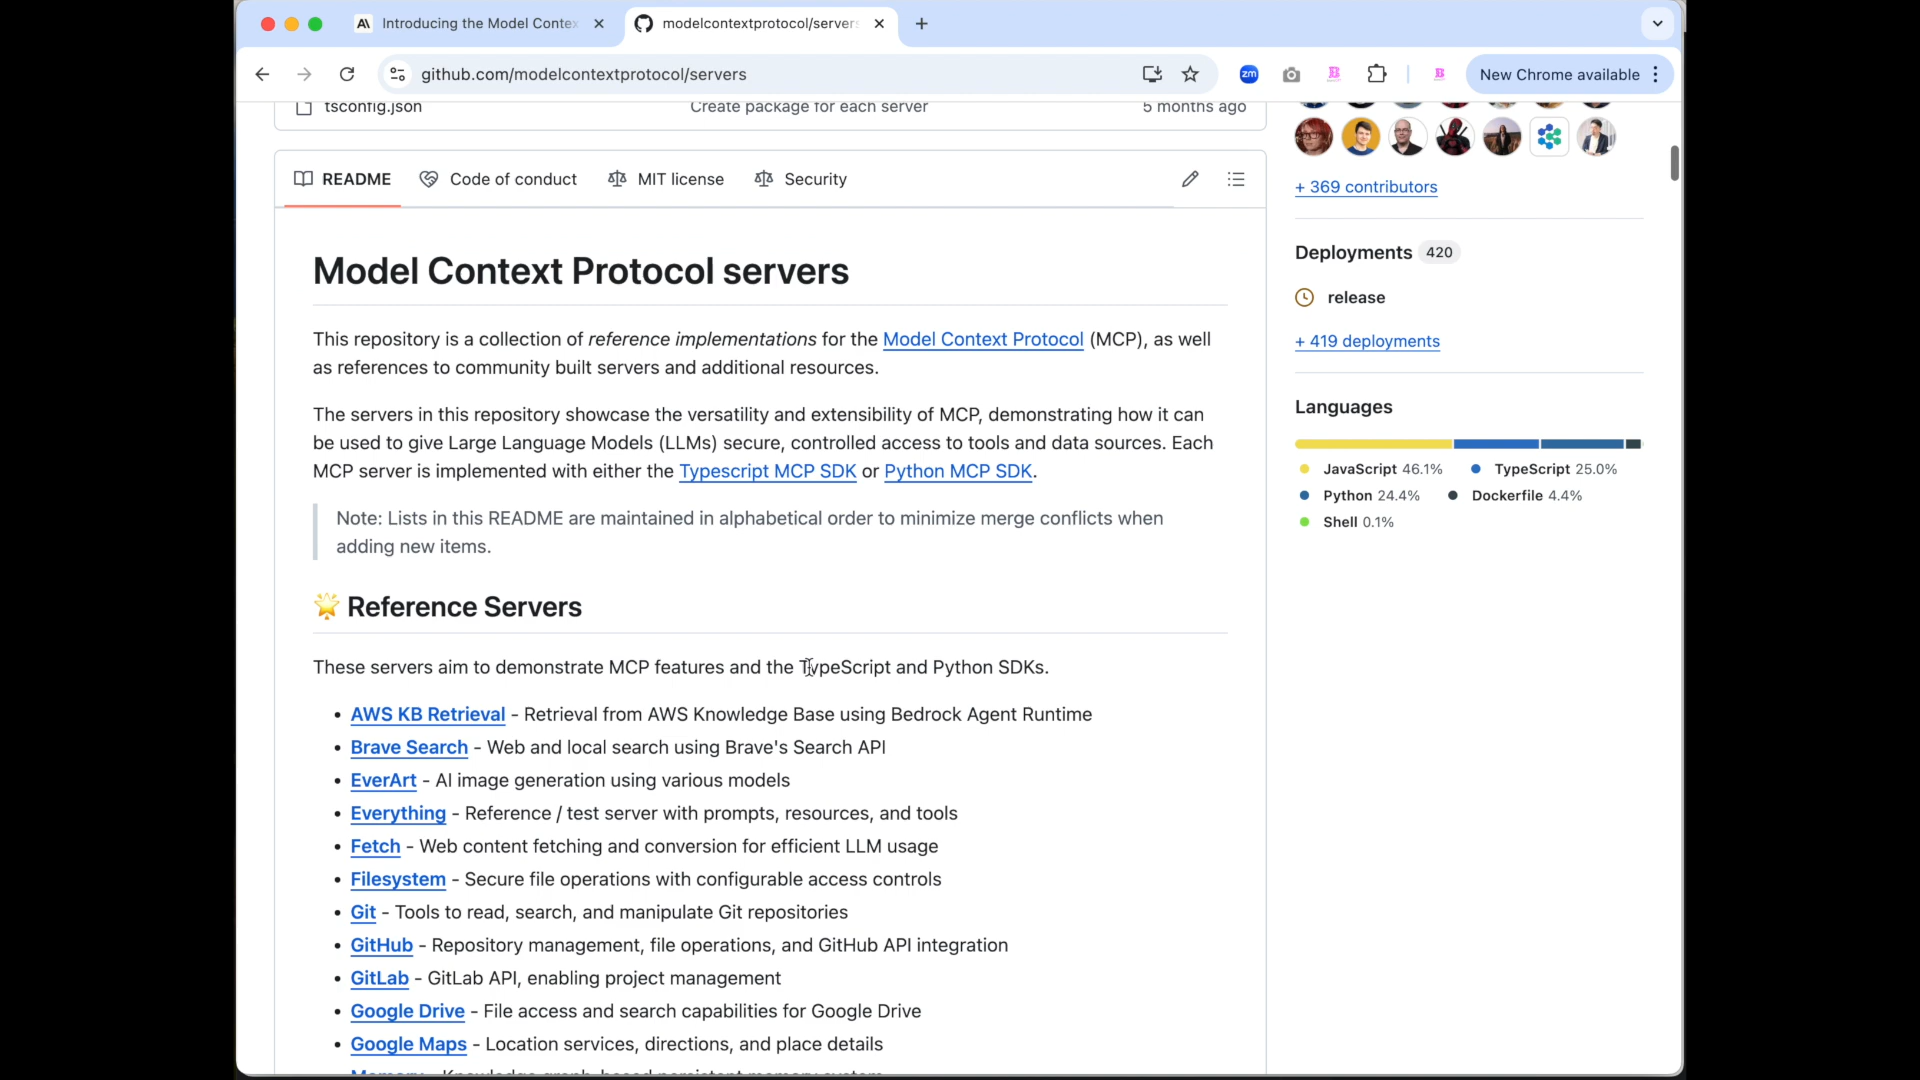 Introducing the Model Contex
modelcontextprotocol/server
github.com/modelcontextprotocol/servers
zm
New Chrome available
tsconfig.json Create package for each server 5 months ago
README Code of conduct MIT license Security
Model Context Protocol servers
This repository is a collection of reference implementations for the Model Context Protocol (MCP), as well
as references to community built servers and additional resources.
The servers in this repository showcase the versatility and extensibility of MCP, demonstrating how it can
be used to give Large Language Models (LLMs) secure, controlled access to tools and data sources. Each
MCP server is implemented with either the Typescript MCP SDK or Python MCP SDK.
Note: Lists in this README are maintained in alphabetical order to minimize merge conflicts when
adding new items.
Reference Servers
These servers aim to demonstrate MCP features and the TypeScript and Python SDKs.
• AWS KB Retrieval - Retrieval from AWS Knowledge Base using Bedrock Agent Runtime
• Brave Search - Web and local search using Brave's Search API
• EverArt - AI image generation using various models
• Everything - Reference / test server with prompts, resources, and tools
• Fetch - Web content fetching and conversion for efficient LLM usage
• Filesystem - Secure file operations with configurable access controls
• Git - Tools to read, search, and manipulate Git repositories
• GitHub - Repository management, file operations, and GitHub API integration
• GitLab - GitLab API, enabling project management
• Google Drive - File access and search capabilities for Google Drive
• Google Maps - Location services, directions, and place details
+ 369 contributors
Deployments 420
release
+ 419 deployments
Languages
JavaScript 46.1% TypeScript 25.0%
Python 24.4% Dockerfile 4.4%
Shell 0.1%